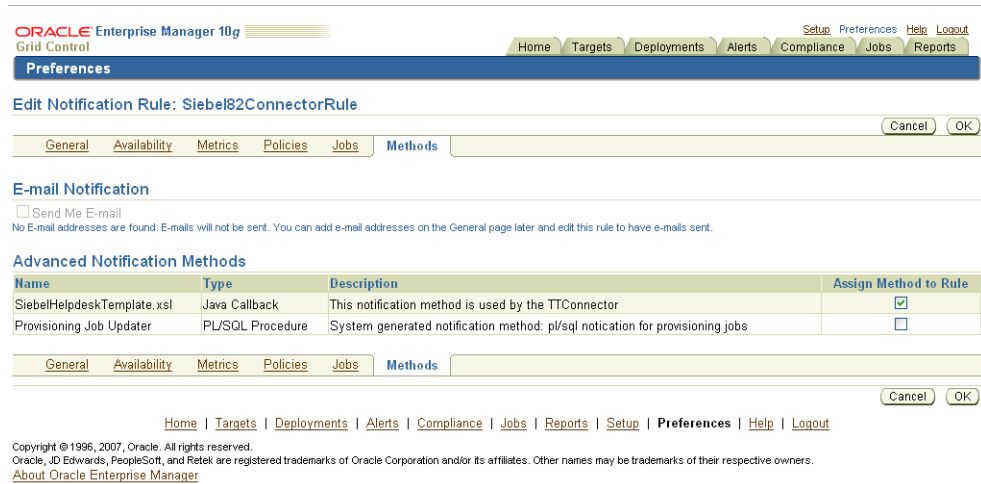 ORACLE Enterprise Manager 10g
Setup Preferences Help Logout
Grid Control
Home Targets Deployments Alerts Compliance Jobs Reports
Preferences
Edit Notification Rule: Siebel82ConnectorRule
Cancel OK
General Availability Metrics Policies Jobs Methods
E-mail Notification
Send Me E-mail
No E-mail addresses are found. E-mails will not be sent. You can add e-mail addresses on the General page later and edit this rule to have e-mails sent.
Advanced Notification Methods
Name Type Description Assign Method to Rule
SiebelHelpdeskTemplate.xsl Java Callback This notification method is used by the TTConnector
Provisioning Job Updater PL/SQL Procedure System generated notification method: pl/sql notication for provisioning jobs
General Availability Metrics Policies Jobs Methods
Cancel OK
Home | Targets | Deployments | Alerts | Compliance | Jobs | Reports | Setup | Preferences | Help | Logout
Copyright © 1996, 2007, Oracle. All rights reserved.
Oracle, JD Edwards, PeopleSoft, and Retek are registered trademarks of Oracle Corporation and/or its affiliates. Other names may be trademarks of their respective owners.
About Oracle Enterprise Manager